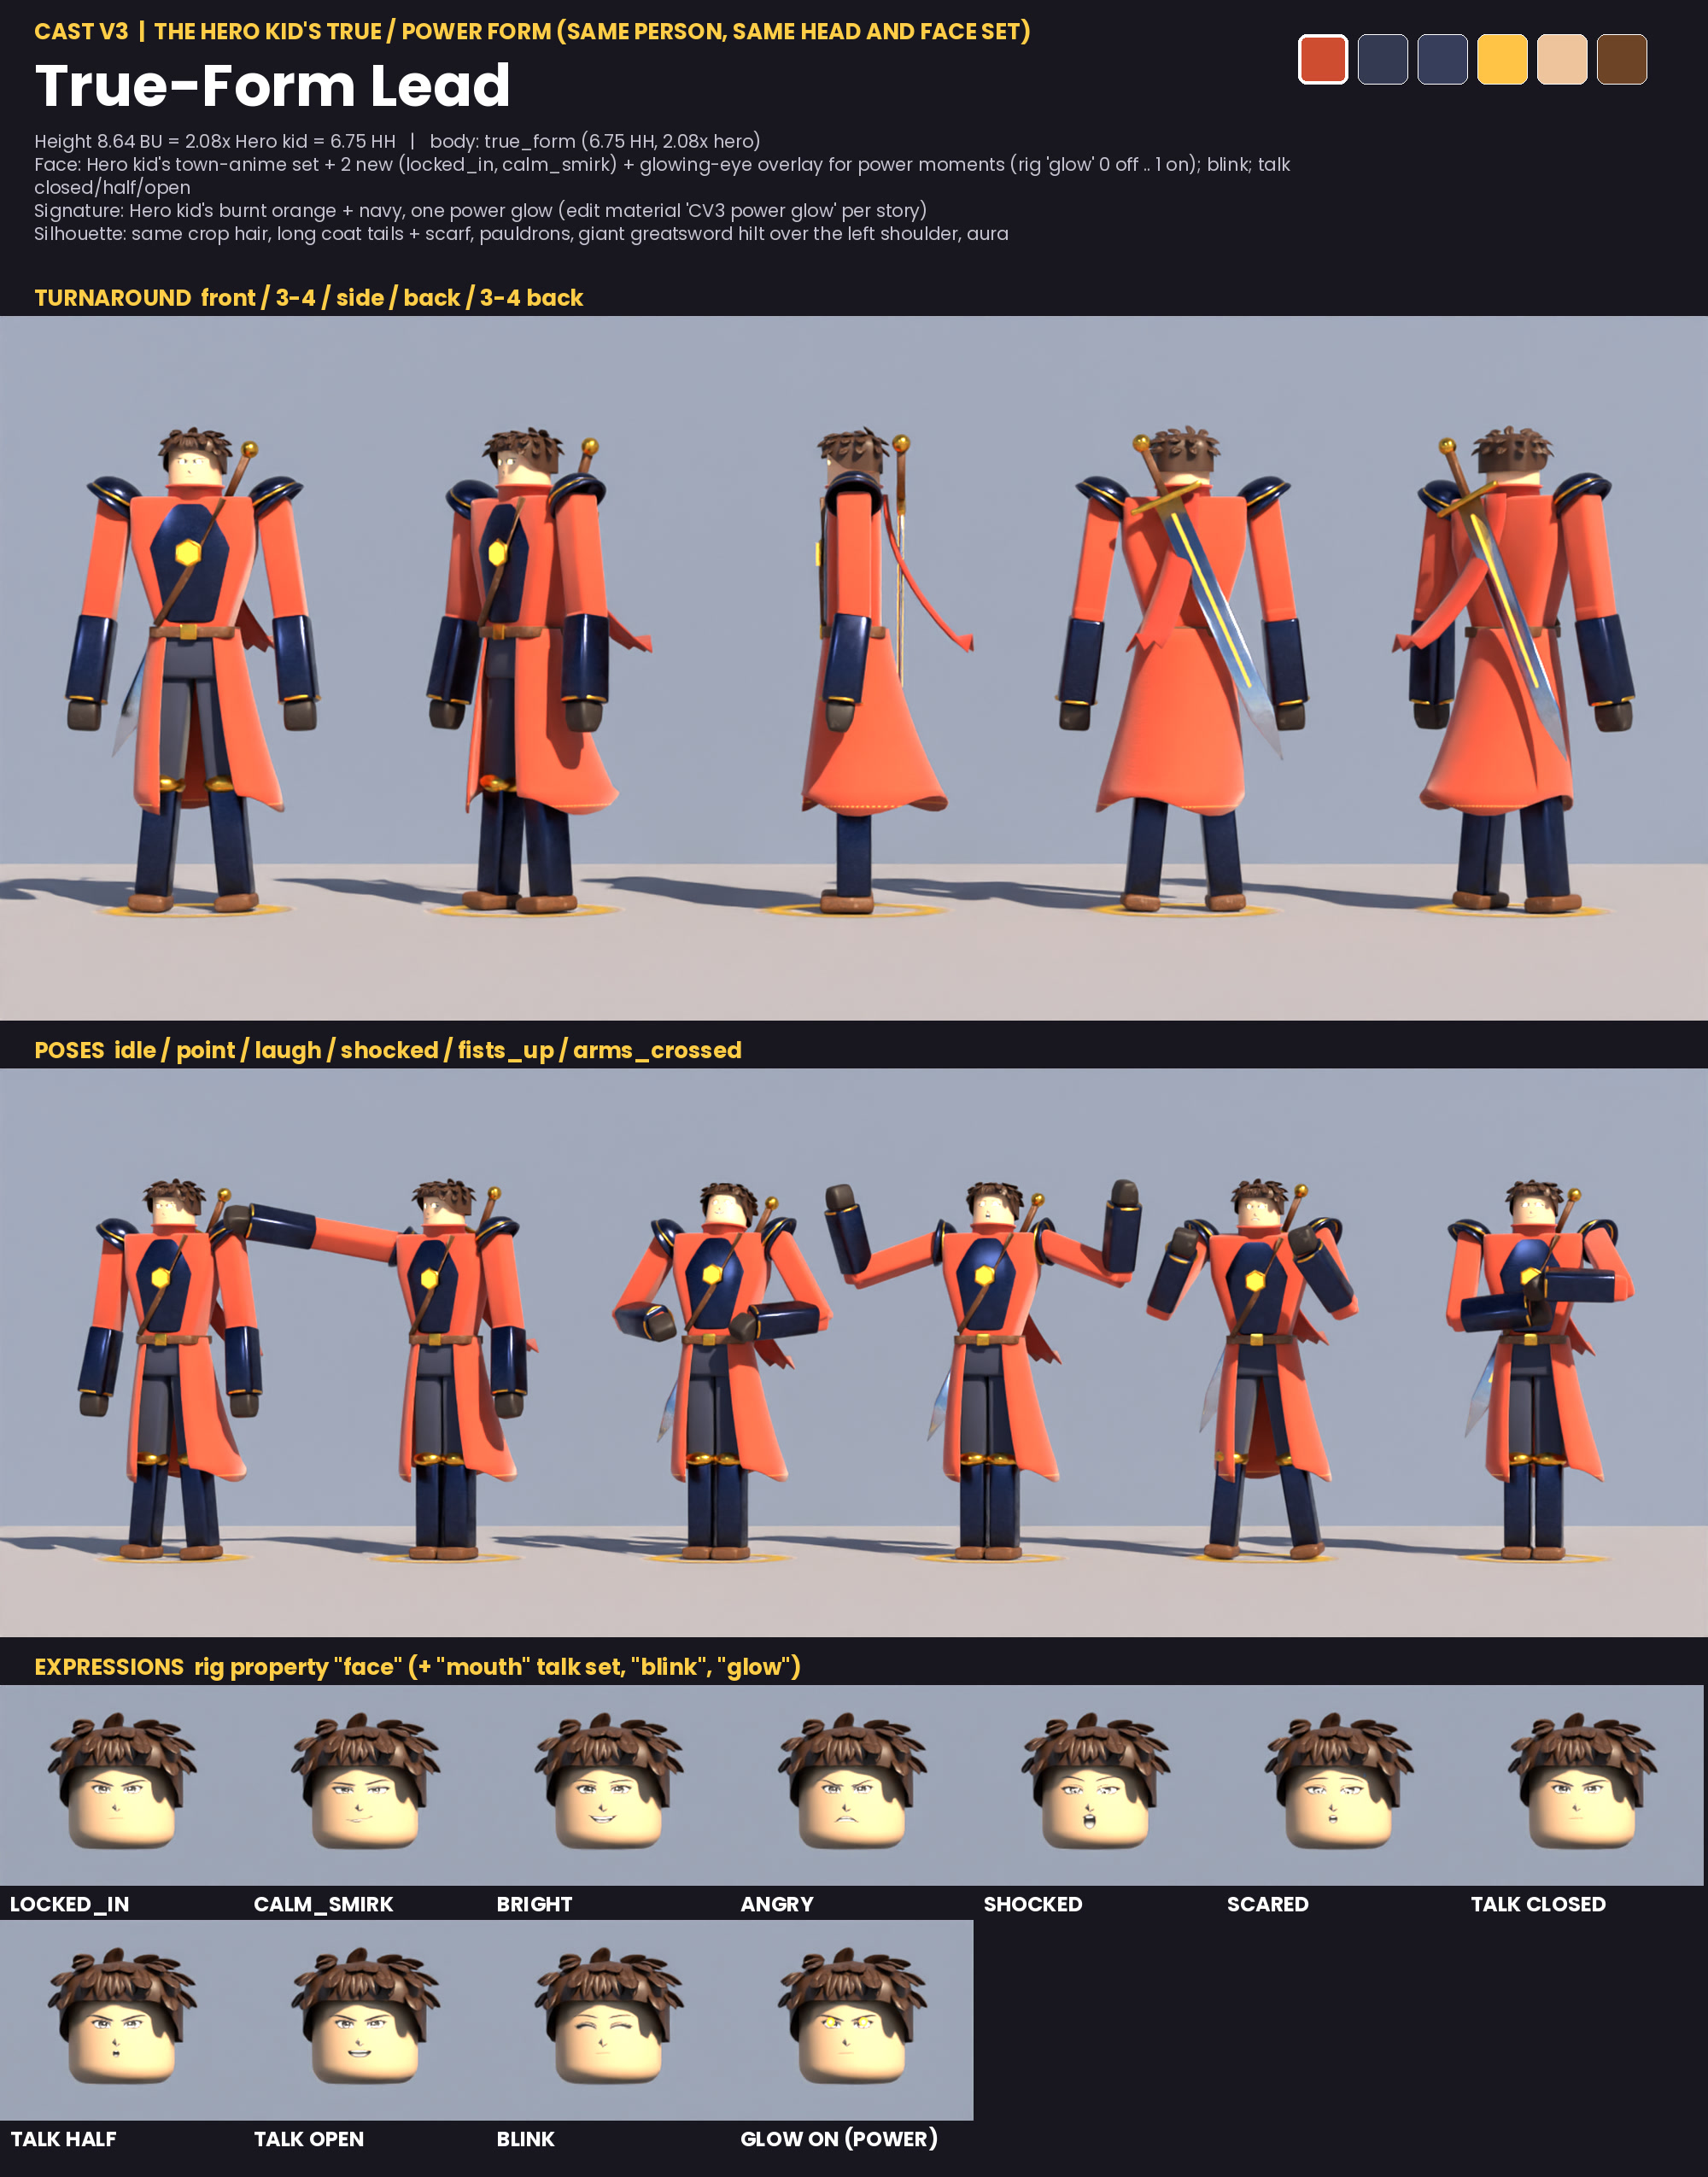 CAST V3 | THE HERO KID'S TRUE / POWER FORM (SAME PERSON, SAME HEAD AND FACE SET)
True-Form Lead
Height 8.64 BU = 2.08x Hero kid = 6.75 HH | body: true_form (6.75 HH, 2.08x hero)
Face: Hero kid's town-anime set + 2 new (locked_in, calm_smirk) + glowing-eye overlay for power moments (rig 'glow' 0 off .. 1 on); blink; talk
closed/half/open
Signature: Hero kid's burnt orange + navy, one power glow (edit material 'CV3 power glow' per story)
Silhouette: same crop hair, long coat tails + scarf, pauldrons, giant greatsword hilt over the left shoulder, aura
TURNAROUND front / 3-4 / side / back / 3-4 back
POSES idle / point / laugh / shocked / fists_up / arms_crossed
EXPRESSIONS rig property "face" (+ "mouth" talk set, "blink", "glow")
LOCKED_IN CALM_SMIRK BRIGHT ANGRY SHOCKED SCARED TALK CLOSED
TALK HALF TALK OPEN BLINK GLOW ON (POWER)